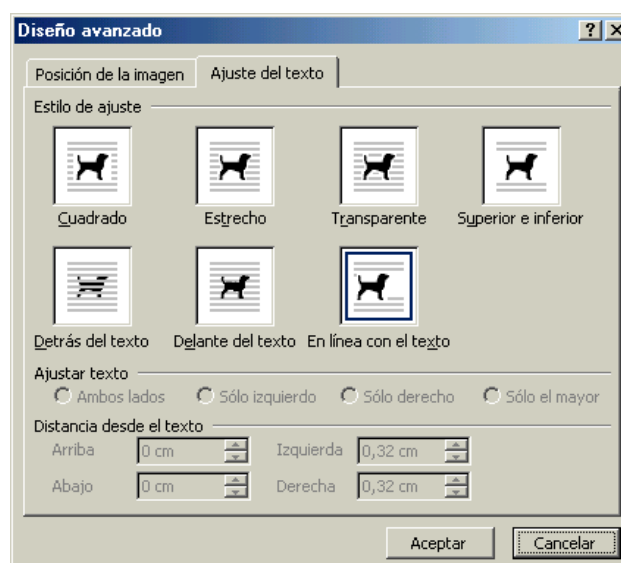 Diseño avanzado
Posición de la imagen Ajuste del texto
Estilo de ajuste
Cuadrado Estrecho Transparente Superior e inferior
Detrás del texto Delante del texto En línea con el texto
Ajustar texto
Ambos lados Sólo izquierdo Sólo derecho Sólo el mayor
Distancia desde el texto
Arriba 0 cm Izquierda 0,32 cm
Abajo 0 cm Derecha 0,32 cm
Aceptar Cancelar